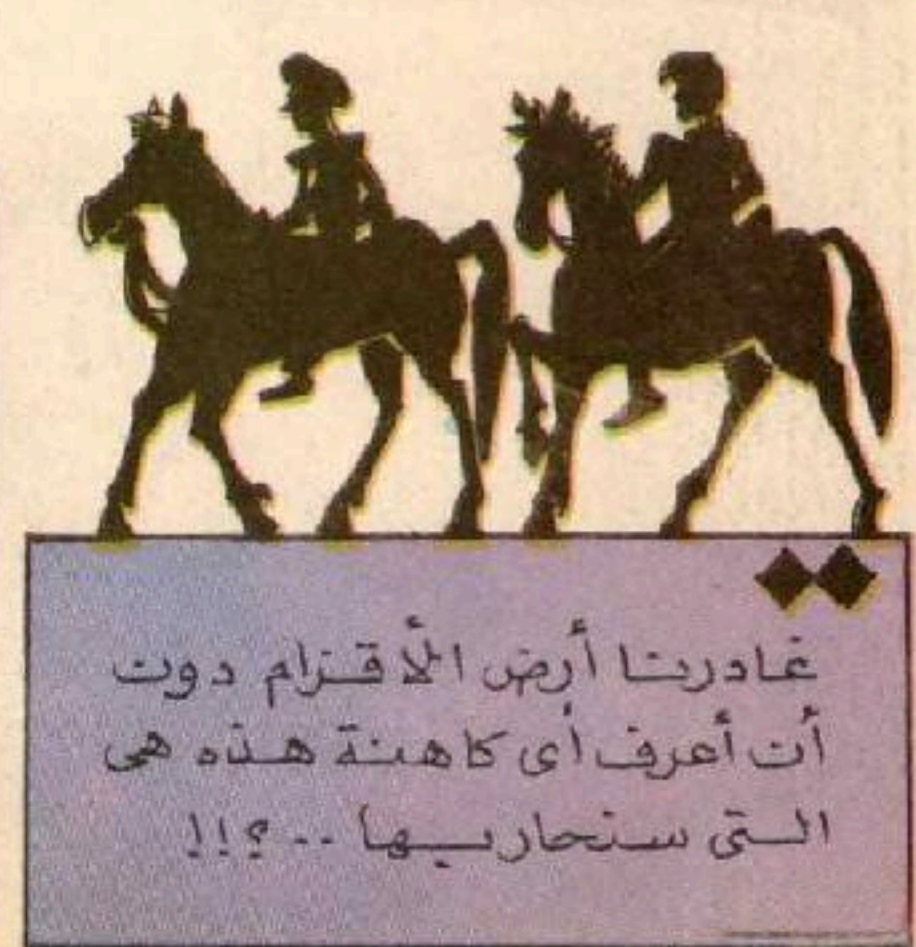 غادرنا أرض الأقزام دون
أن أعرف أى كاهنة هذه هى
التى سنحاربها .. ؟!!